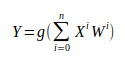 Y=g(∑_{i=0}^{n} X^i W^i)